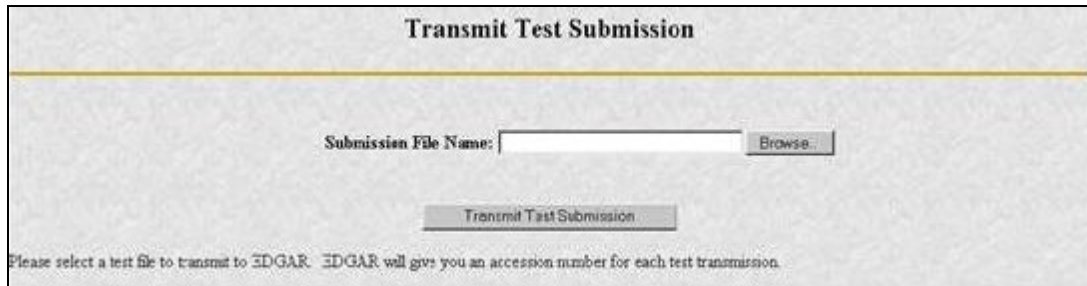 Transmit Test Submission
Submission File Name: Browse..
Transmit Test Submission
Please select a test file to transmit to EDGAR. EDGAR will give you an accession number for each test transmission.